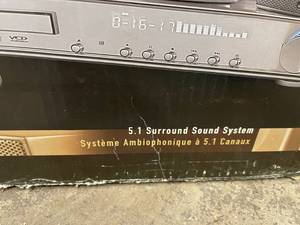 8-16-17
VCD
5.1 Surround Sound System
Système Ambiophonique à 5.1 Canaux